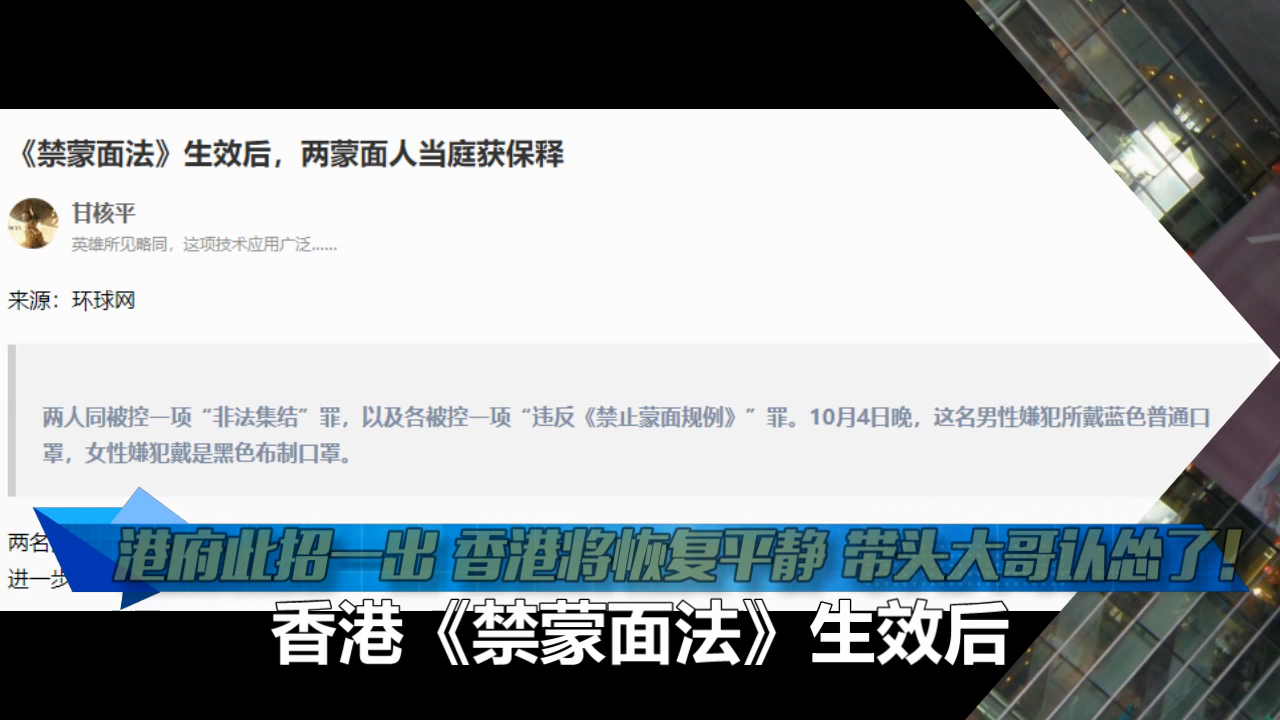 《禁蒙面法》生效后，两蒙面人当庭获保释
甘核平
英雄所见略同，这项技术应用广泛......
来源：环球网
两人同被控一项“非法集结”罪，以及各被控一项“违反《禁止蒙面规例》”罪。10月4日晚，这名男性嫌犯所戴蓝色普通口
罩，女性嫌犯戴是黑色布制口罩。
两名
港府此招一出 香港将恢复平静 带头大哥认怂了！
进一步
香港《禁蒙面法》生效后